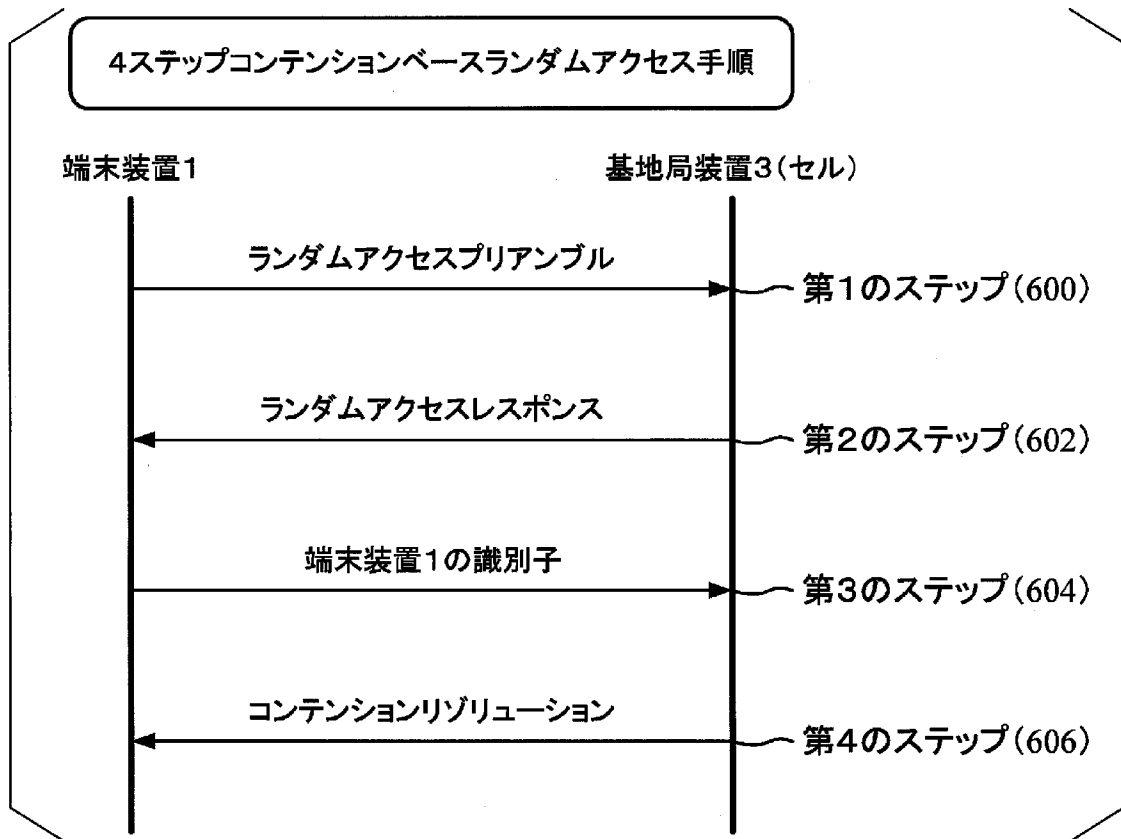 4ステップコンテンションベースランダムアクセス手順
端末装置1
基地局装置3(セル)
ランダムアクセスプリアンブル
第1のステップ(600)
ランダムアクセスレスポンス
第2のステップ(602)
端末装置1の識別子
第3のステップ(604)
コンテンションリゾリューション
第4のステップ(606)